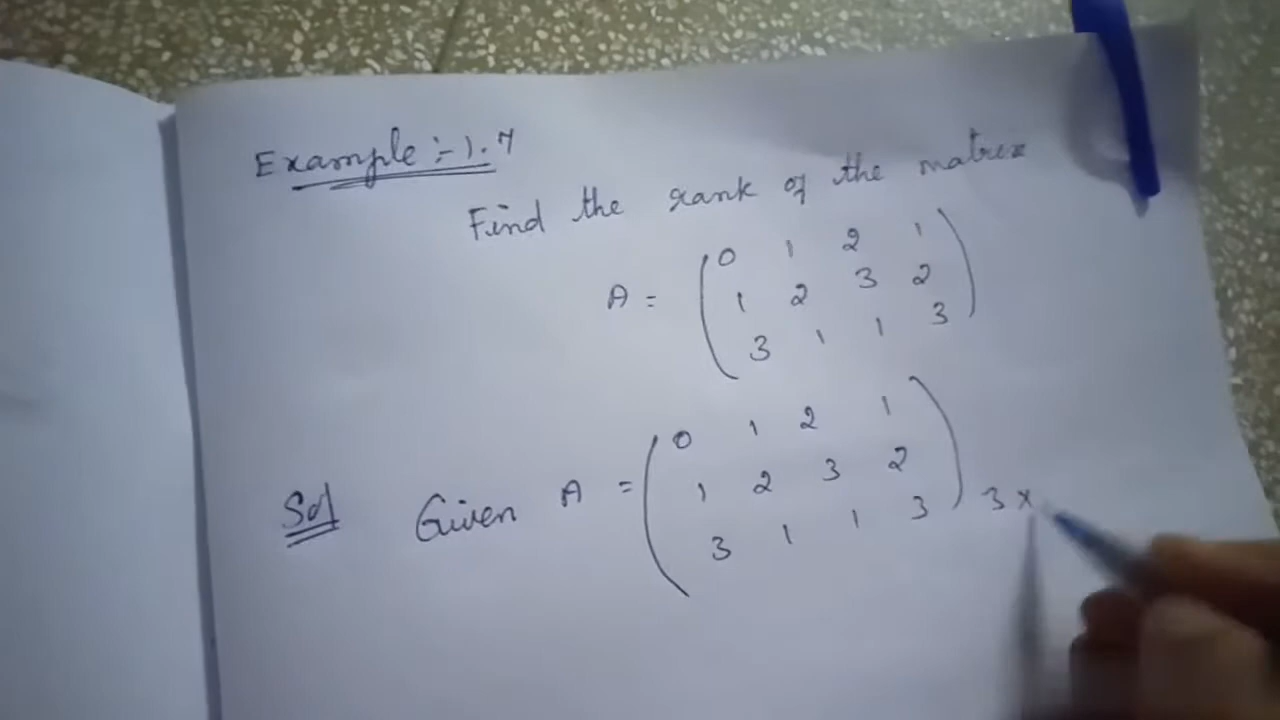 Example :- 1.7
Find the rank of the matrix
A = ( 0 1 2 1
1 2 3 2
3 1 1 3 )
Sol Given A = ( 0 1 2 1
1 2 3 2
3 1 1 3 ) 3 x